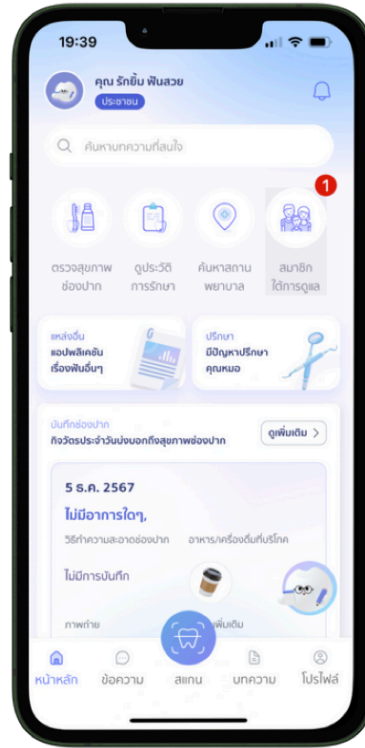 19:39
คุณ รักยิ้ม ฟันสวย
ประชาชน
ค้นหาบทความที่สนใจ
1
ตรวจสุขภาพ
ช่องปาก
ดูประวัติ
การรักษา
ค้นหาสถาน
พยาบาล
สมาชิก
ใต้การดูแล
แหล่งอื่น
แอปพลิเคชัน
เรื่องฟันอื่นๆ
ปรึกษา
มีปัญหาปรึกษา
คุณหมอ
บันทึกช่องปาก
กิจวัตรประจำวันบ่งบอกถึงสุขภาพช่องปาก
ดูเพิ่มเติม >
5 ธ.ค. 2567
ไม่มีอาการใดๆ,
วิธีทำความสะอาดช่องปาก
อาหาร/เครื่องดื่มที่บริโภค
ไม่มีการบันทึก
ภาพถ่าย
เพิ่มเติม
หน้าหลัก
ข้อความ
สแกน
บทความ
โปรไฟล์